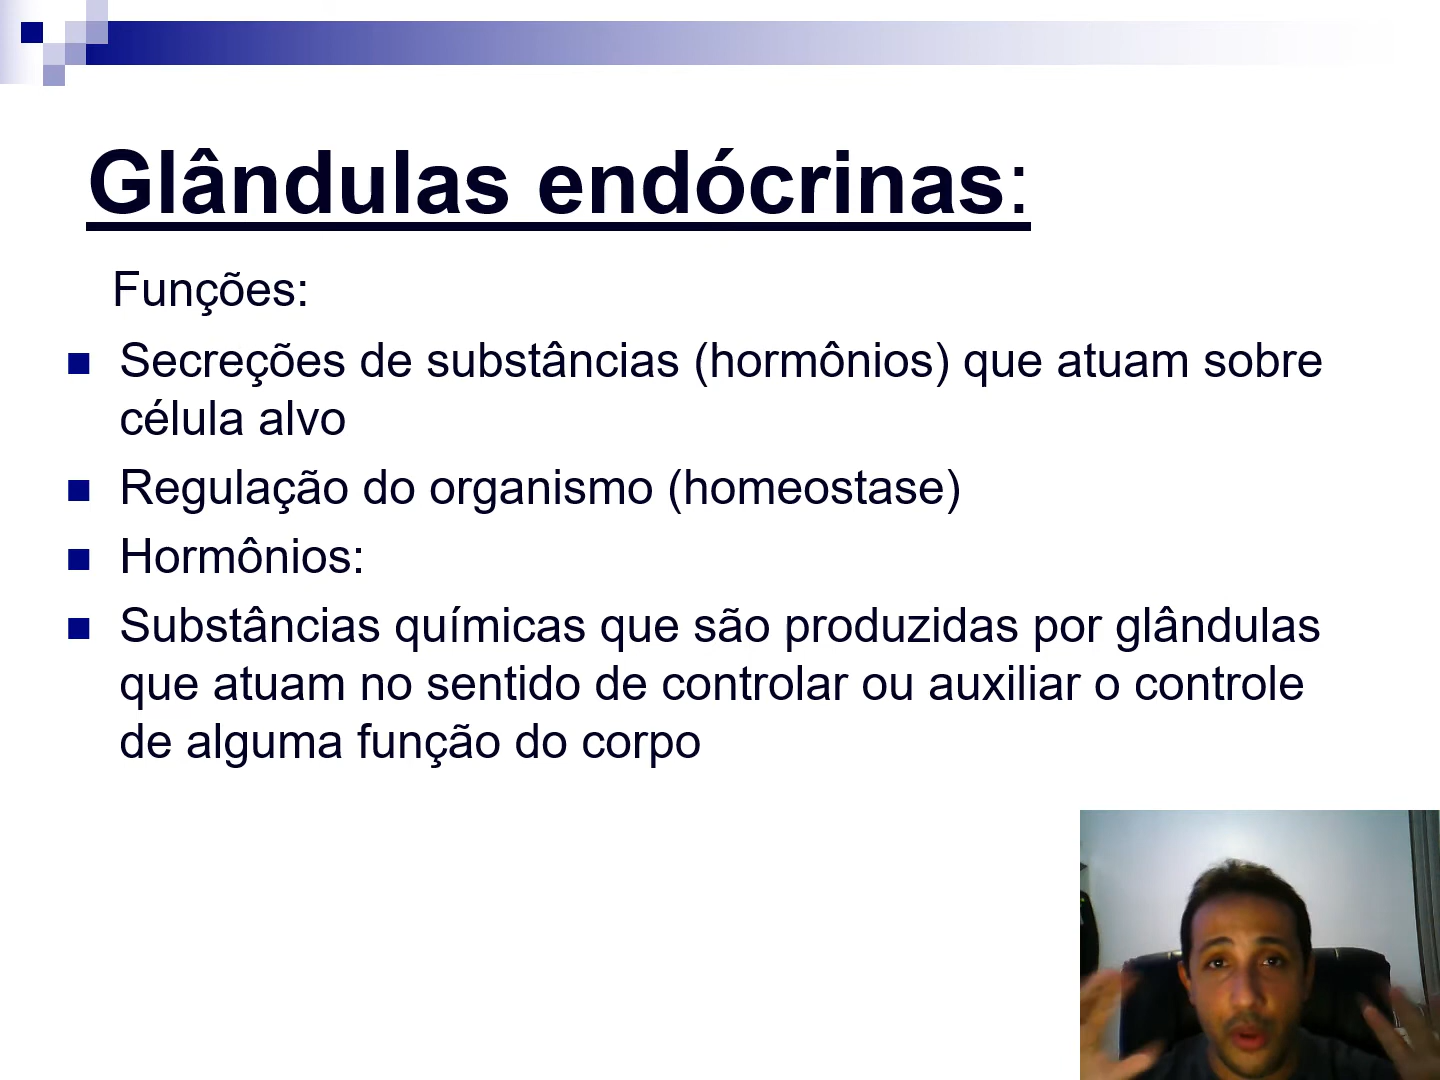 Glândulas endócrinas:
Funções:
Secreções de substâncias (hormônios) que atuam sobre
célula alvo
Regulação do organismo (homeostase)
Hormônios:
Substâncias químicas que são produzidas por glândulas
que atuam no sentido de controlar ou auxiliar o controle
de alguma função do corpo